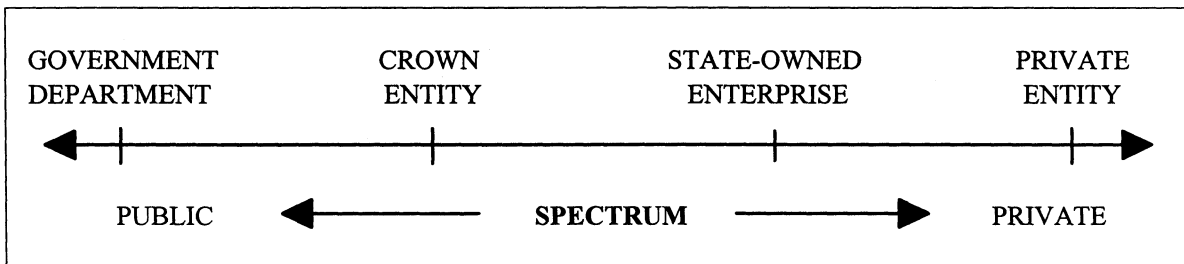 GOVERNMENT DEPARTMENT
CROWN ENTITY
STATE-OWNED ENTERPRISE
PRIVATE ENTITY
PUBLIC SPECTRUM PRIVATE